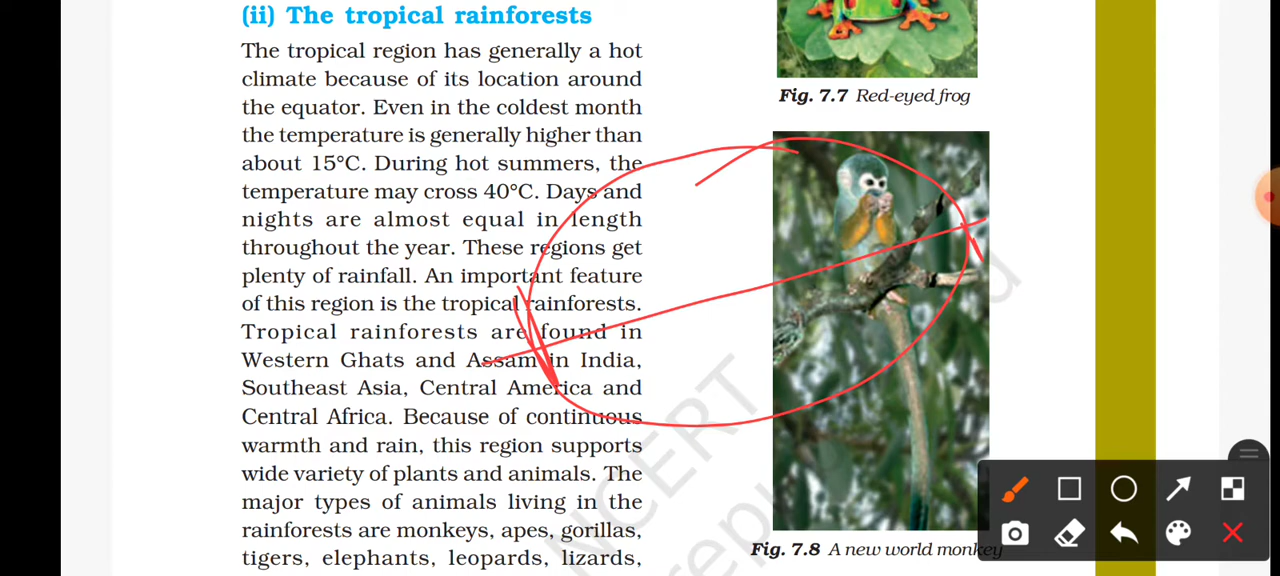 (ii) The tropical rainforests
The tropical region has generally a hot
climate because of its location around
the equator. Even in the coldest month
the temperature is generally higher than
about 15°C. During hot summers, the
temperature may cross 40°C. Days and
nights are almost equal in length
throughout the year. These regions get
plenty of rainfall. An important feature
of this region is the tropical rainforests.
Tropical rainforests are found in
Western Ghats and Assam in India,
Southeast Asia, Central America and
Central Africa. Because of continuous
warmth and rain, this region supports
wide variety of plants and animals. The
major types of animals living in the
rainforests are monkeys, apes, gorillas,
tigers, elephants, leopards, lizards,
Fig. 7.7 Red-eyed frog
Fig. 7.8 A new world monkey
NCERT